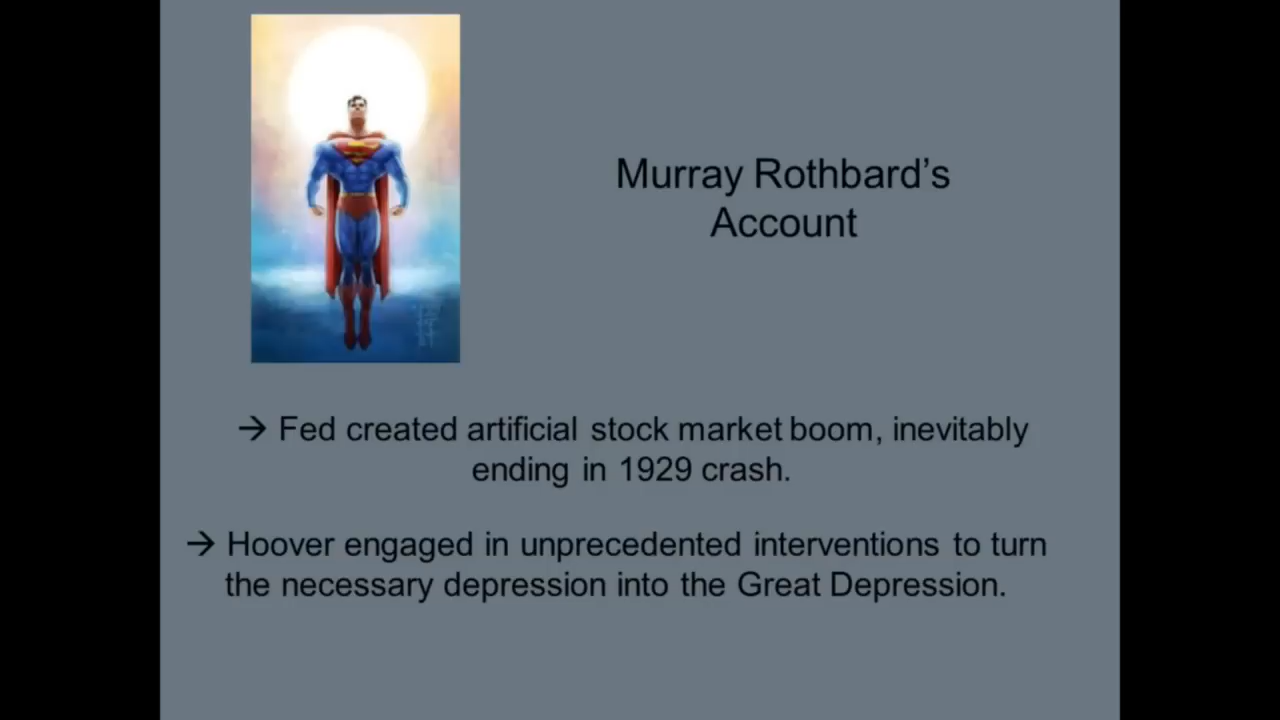 Murray Rothbard’s
Account
→ Fed created artificial stock market boom, inevitably
ending in 1929 crash.
→ Hoover engaged in unprecedented interventions to turn
the necessary depression into the Great Depression.